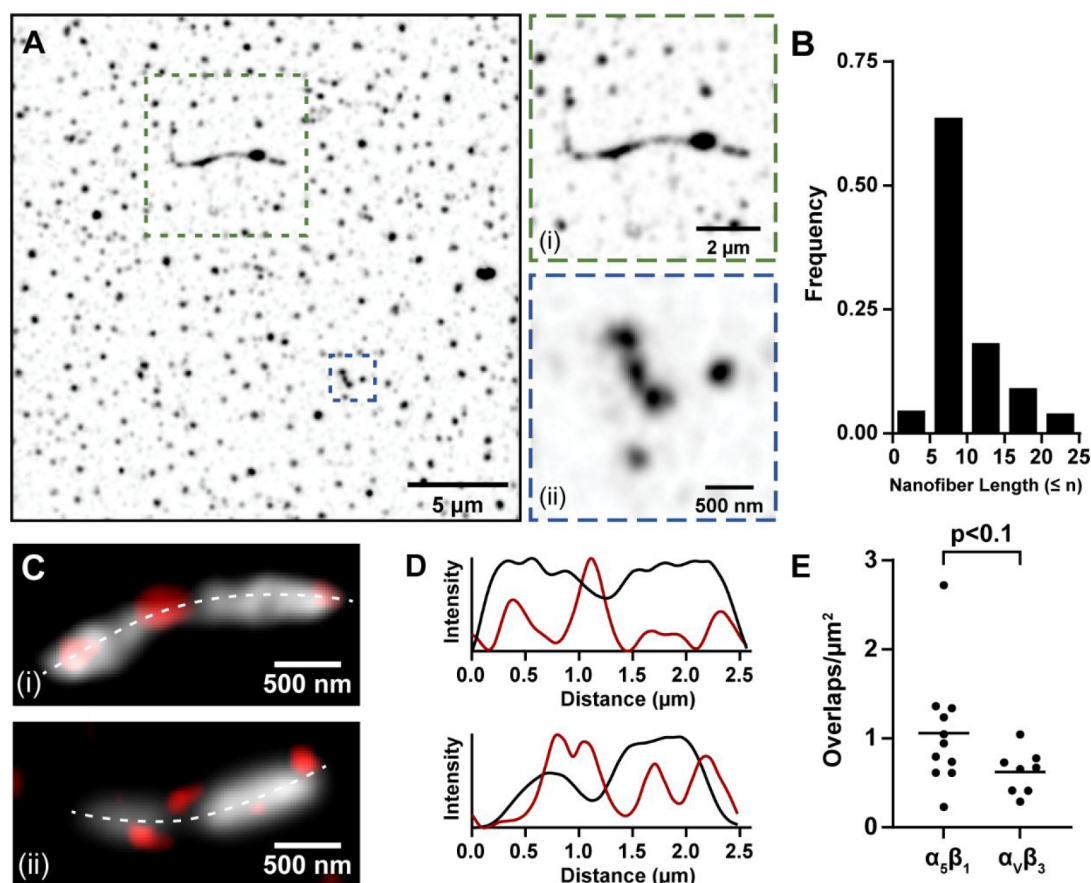 A
5 µm
(i)
2 µm
(ii)
500 nm
B
Frequency
0.75
0.50
0.25
0.00
0 5 10 15 20 25
Nanofiber Length (≤ n)
C
(i)
500 nm
(ii)
500 nm
D
Intensity
0.0 0.5 1.0 1.5 2.0 2.5
Distance (µm)
Intensity
0.0 0.5 1.0 1.5 2.0 2.5
Distance (µm)
E
p<0.1
Overlaps/µm²
3
2
1
0
α₅β₁ αᵥβ₃